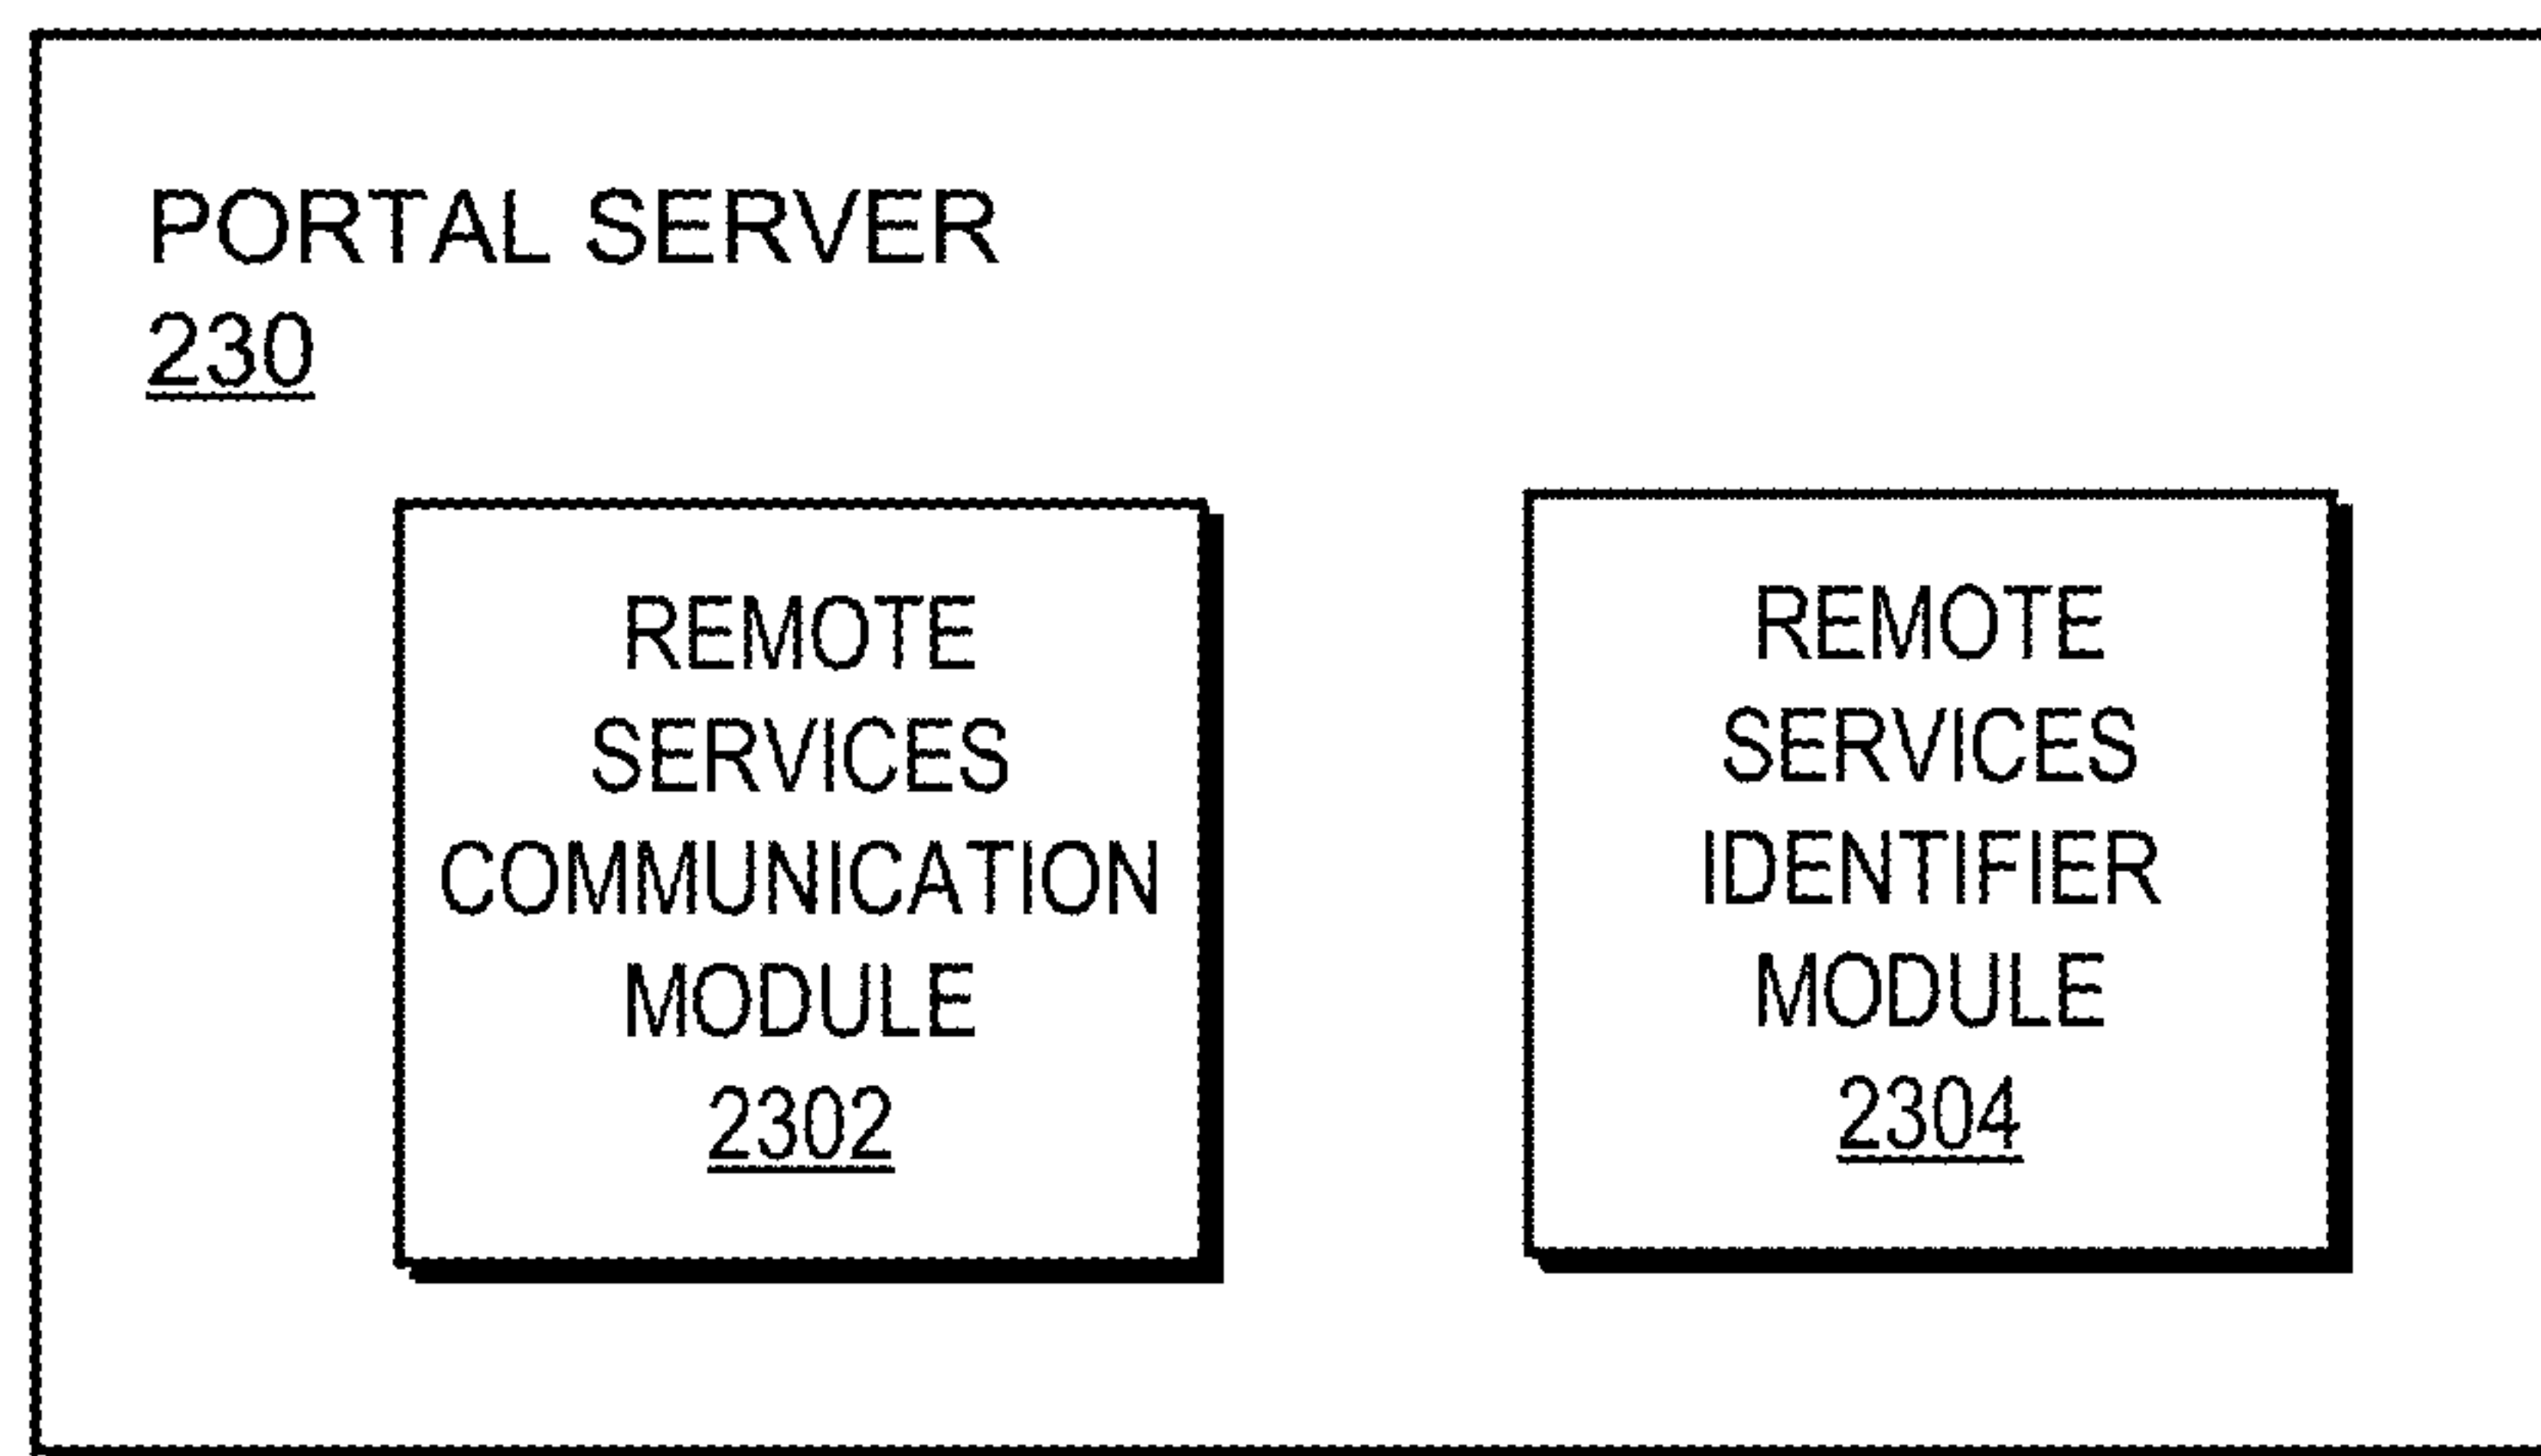 PORTAL SERVER
230
REMOTE
SERVICES
COMMUNICATION
MODULE
2302
REMOTE
SERVICES
IDENTIFIER
MODULE
2304